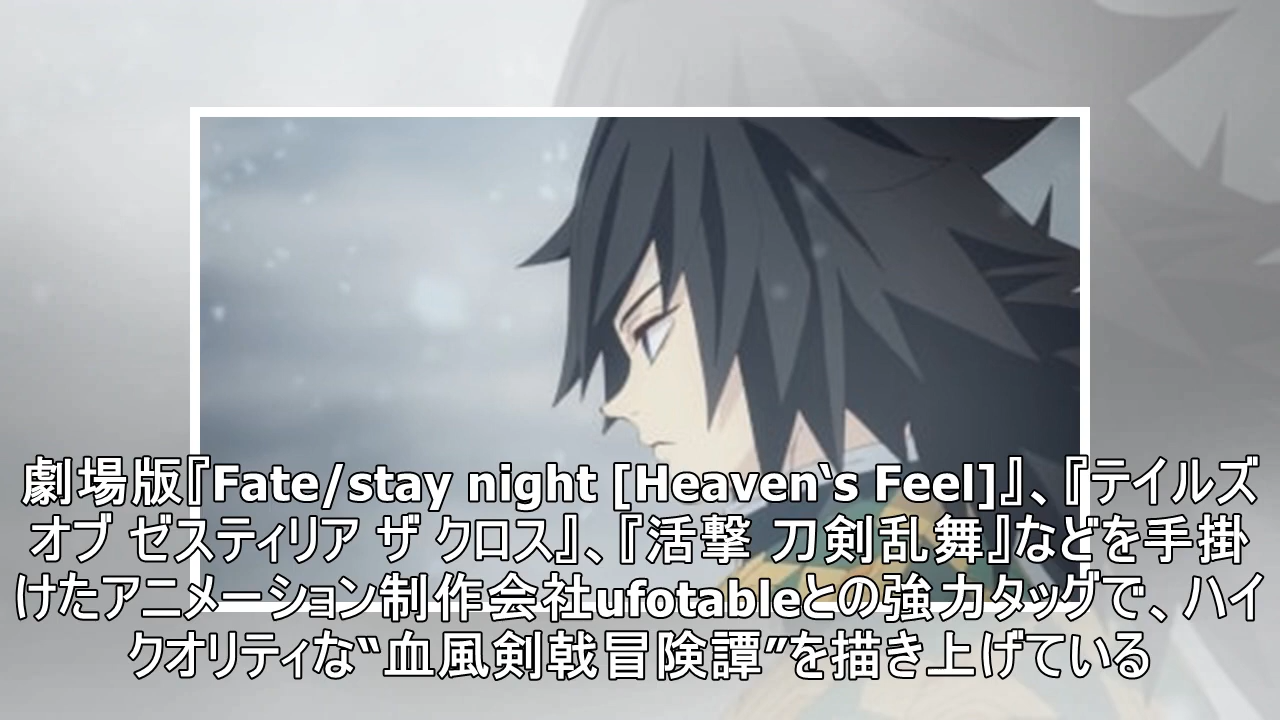 劇場版『Fate/stay night [Heaven‛s Feel]』、『テイルズ
オブ ゼスティリア ザ クロス』、『活撃 刀剣乱舞』などを手掛
けたアニメーション制作会社ufotableとの強力タッグで、ハイ
クオリティな“血風剣戟冒険譚”を描き上げている